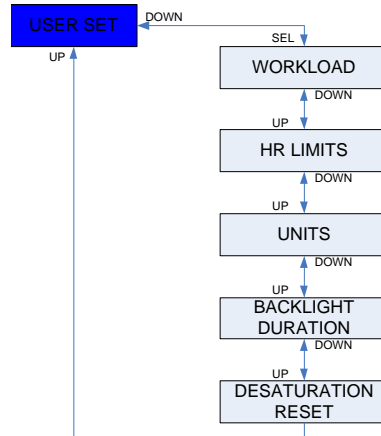 USER SET
DOWN
UP
SEL
WORKLOAD
DOWN
UP
HR LIMITS
DOWN
UP
UNITS
DOWN
UP
BACKLIGHT
DURATION
DOWN
UP
DESATURATION
RESET